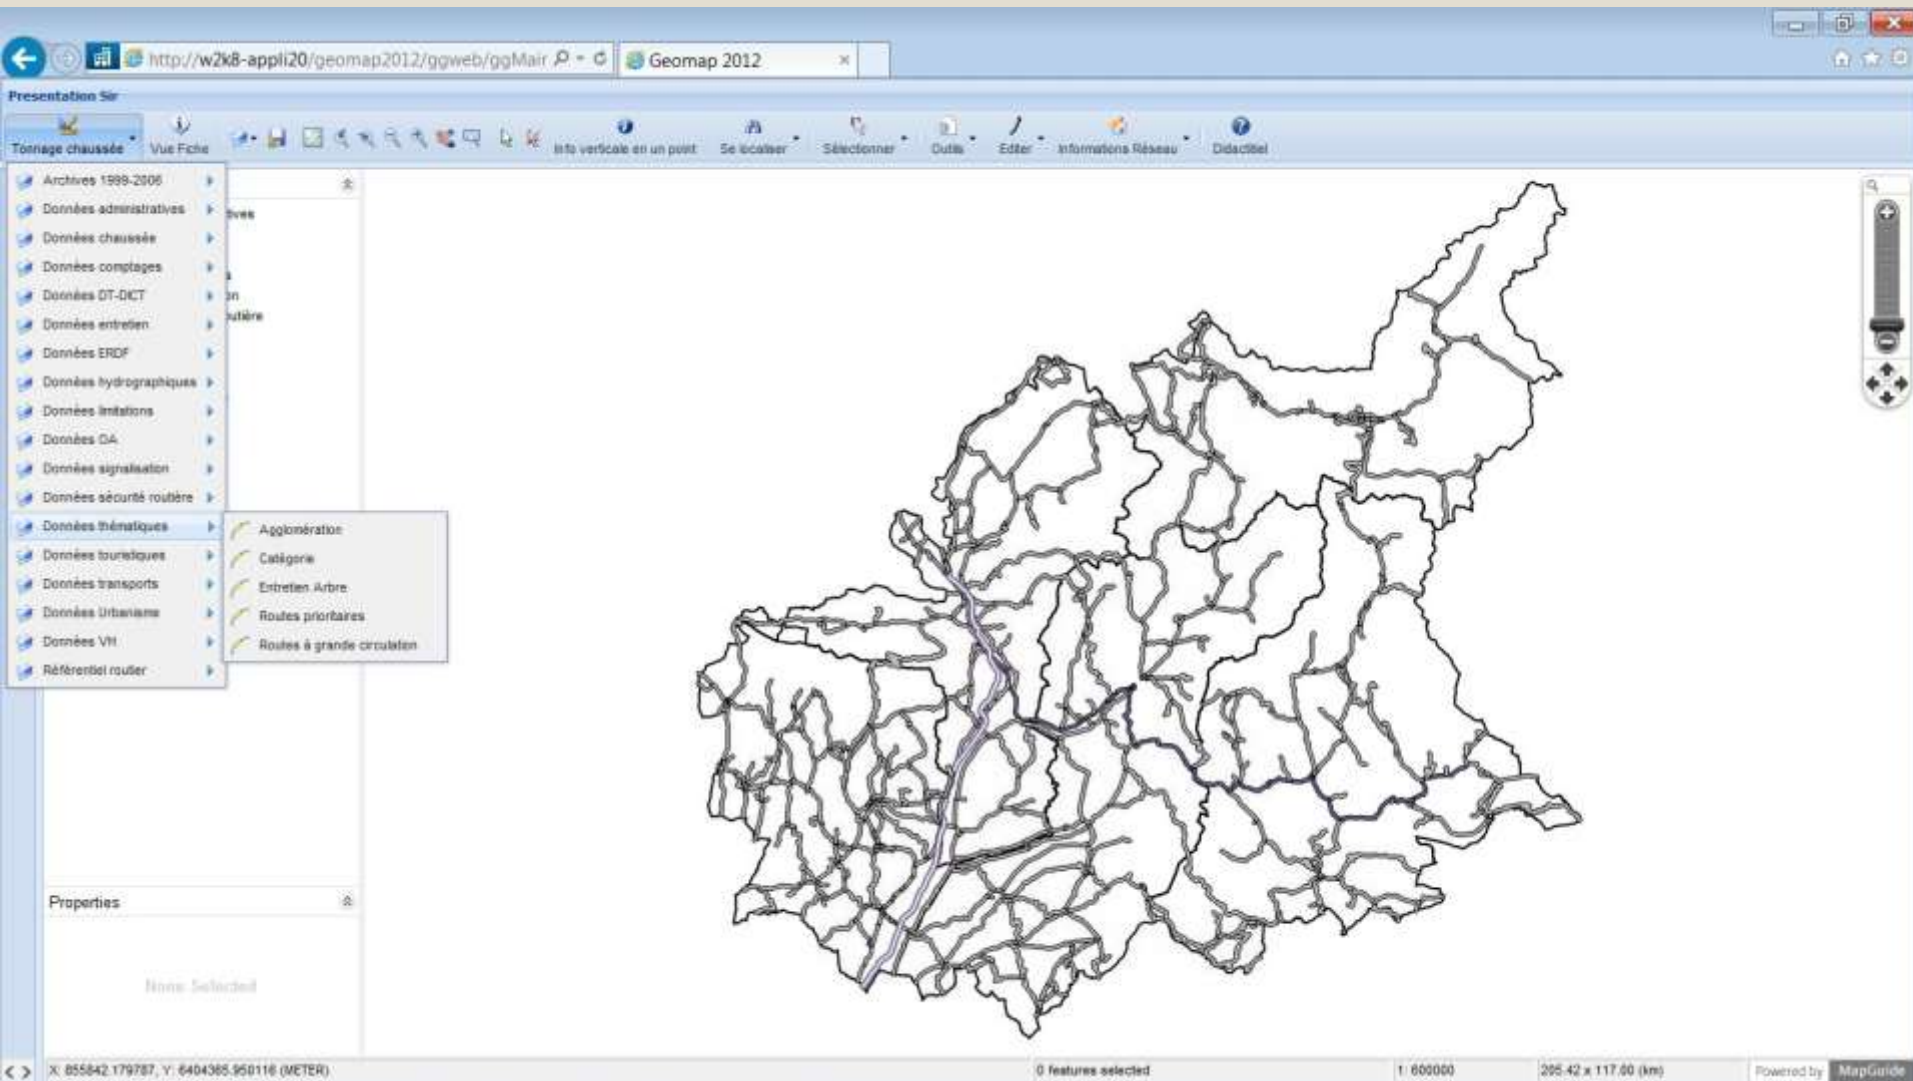 http://w2k8-appli20/geomap2012/ggweb/ggMair
Geomap 2012
Presentation Sir
Tonnage chaussée
Vue Fiche
Info verticale en un point
Se localiser
Sélectionner
Outils
Editer
Informations Réseau
Didactitiel
Archives 1999-2006
Données administratives
tives
Données chaussée
Données comptages
Données DT-DICT
on
Données entretien
outière
Données ERDF
Données hydrographiques
Données limitations
Données OA
Données signalisation
Données sécurité routière
Données thématiques
Agglomération
Données touristiques
Catégorie
Données transports
Entretien Arbre
Données Urbanisme
Routes prioritaires
Données VH
Routes à grande circulation
Référentiel routier
Properties
None Selected
X: 855842.179787, Y: 6404365.950116 (METER)
0 features selected
1: 600000
205.42 x 117.00 (km)
Powered by MapGuide